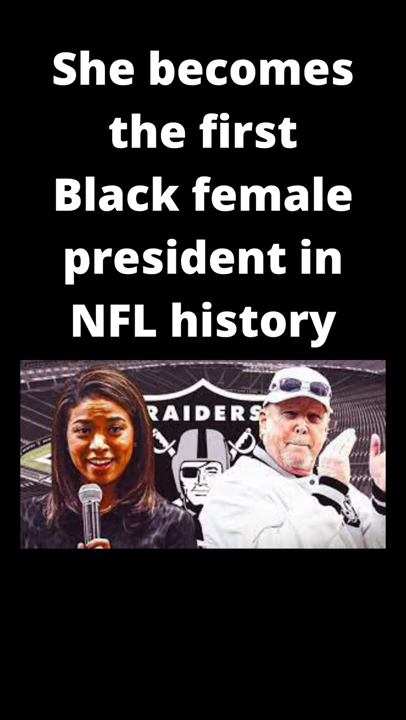 She becomes
the first
Black female
president in
NFL history
RAIDERS